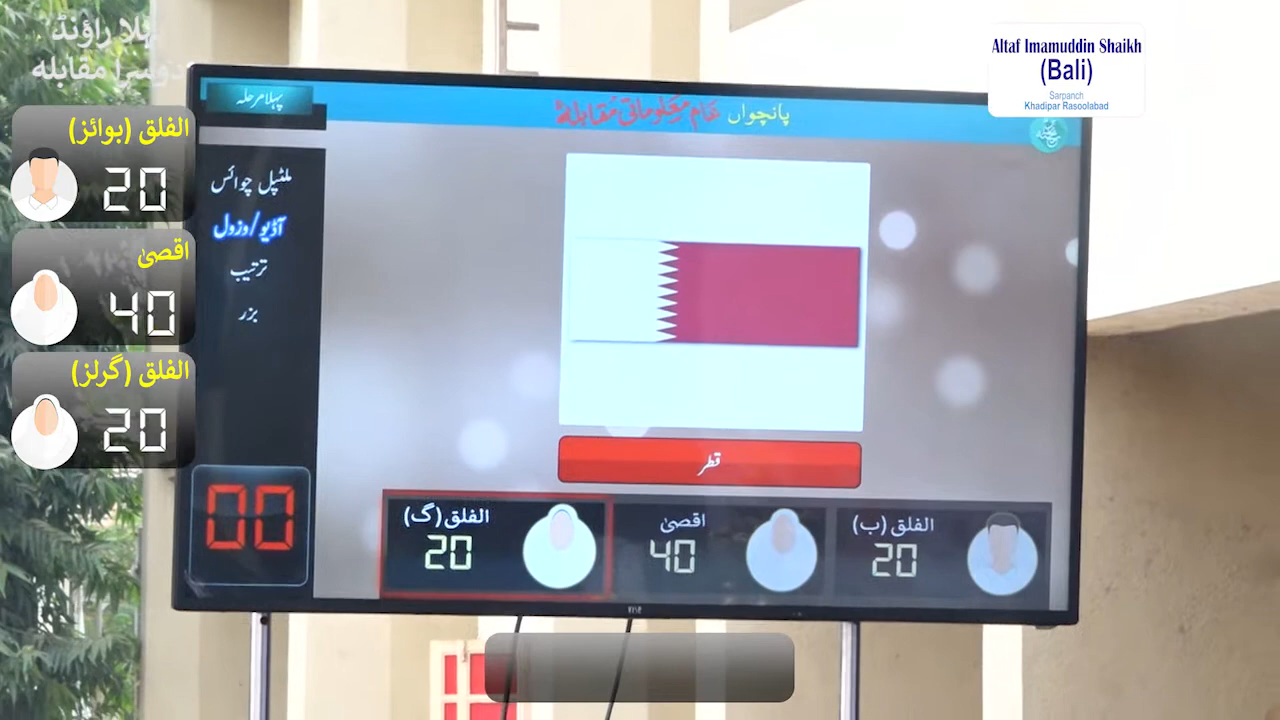 پہلا راؤنڈ
دوسرا مقابلہ
Altaf Imamuddin Shaikh
(Bali)
Sarpanch
Khadipar Rasoolabad
الفلق (بوائز)
20
اقصیٰ
40
الفلق (گرلز)
20
پہلا مرحلہ
پانچواں عام معلوماتی مقابلہ
ملٹیپل چوائس
آڈیو/وزول
ترتیب
بزر
قطر
00
الفلق (گ)
20
اقصیٰ
40
الفلق (ب)
20